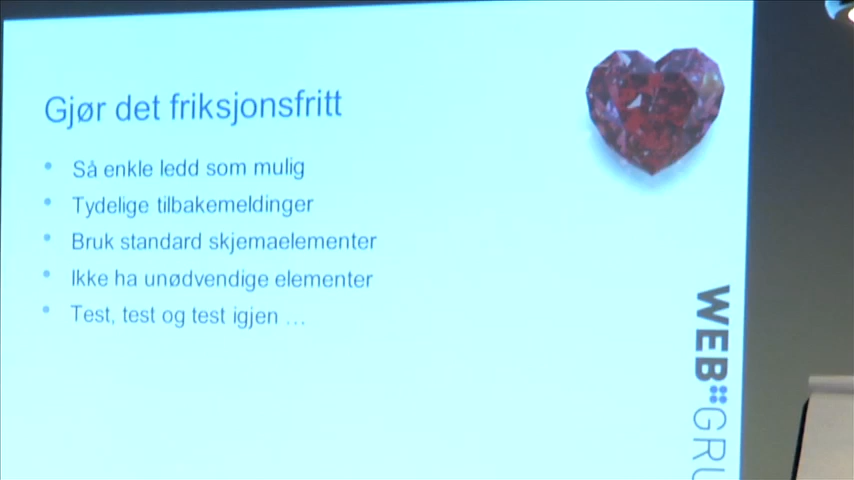 Gjør det friksjonsfritt
• Så enkle ledd som mulig
• Tydelige tilbakemeldinger
• Bruk standard skjemaelementer
• Ikke ha unødvendige elementer
• Test, test og test igjen …
WEB GRU